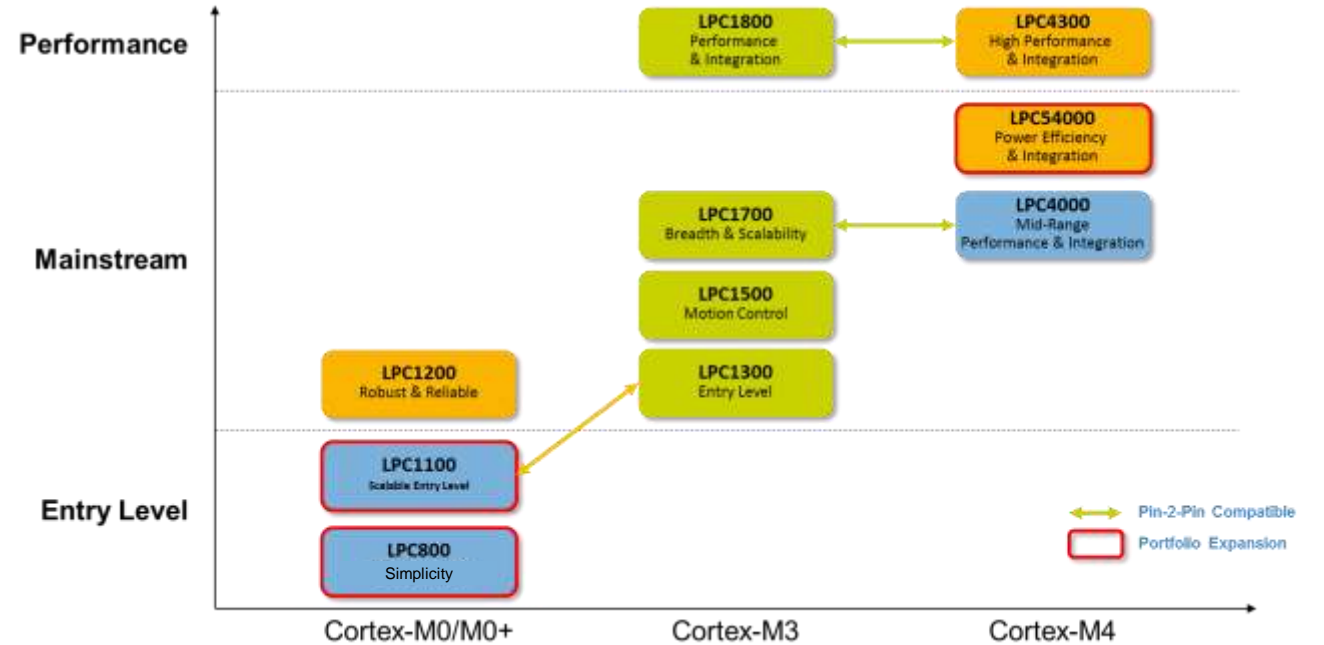 Performance
LPC1800
Performance
& Integration
LPC4300
High Performance
& Integration
LPC54000
Power Efficiency
& Integration
Mainstream
LPC1700
Breadth & Scalability
LPC4000
Mid-Range
Performance & Integration
LPC1500
Motion Control
LPC1200
Robust & Reliable
LPC1300
Entry Level
Entry Level
LPC1100
Scalable Entry Level
LPC800
Simplicity
Pin-2-Pin Compatible
Portfolio Expansion
Cortex-M0/M0+
Cortex-M3
Cortex-M4